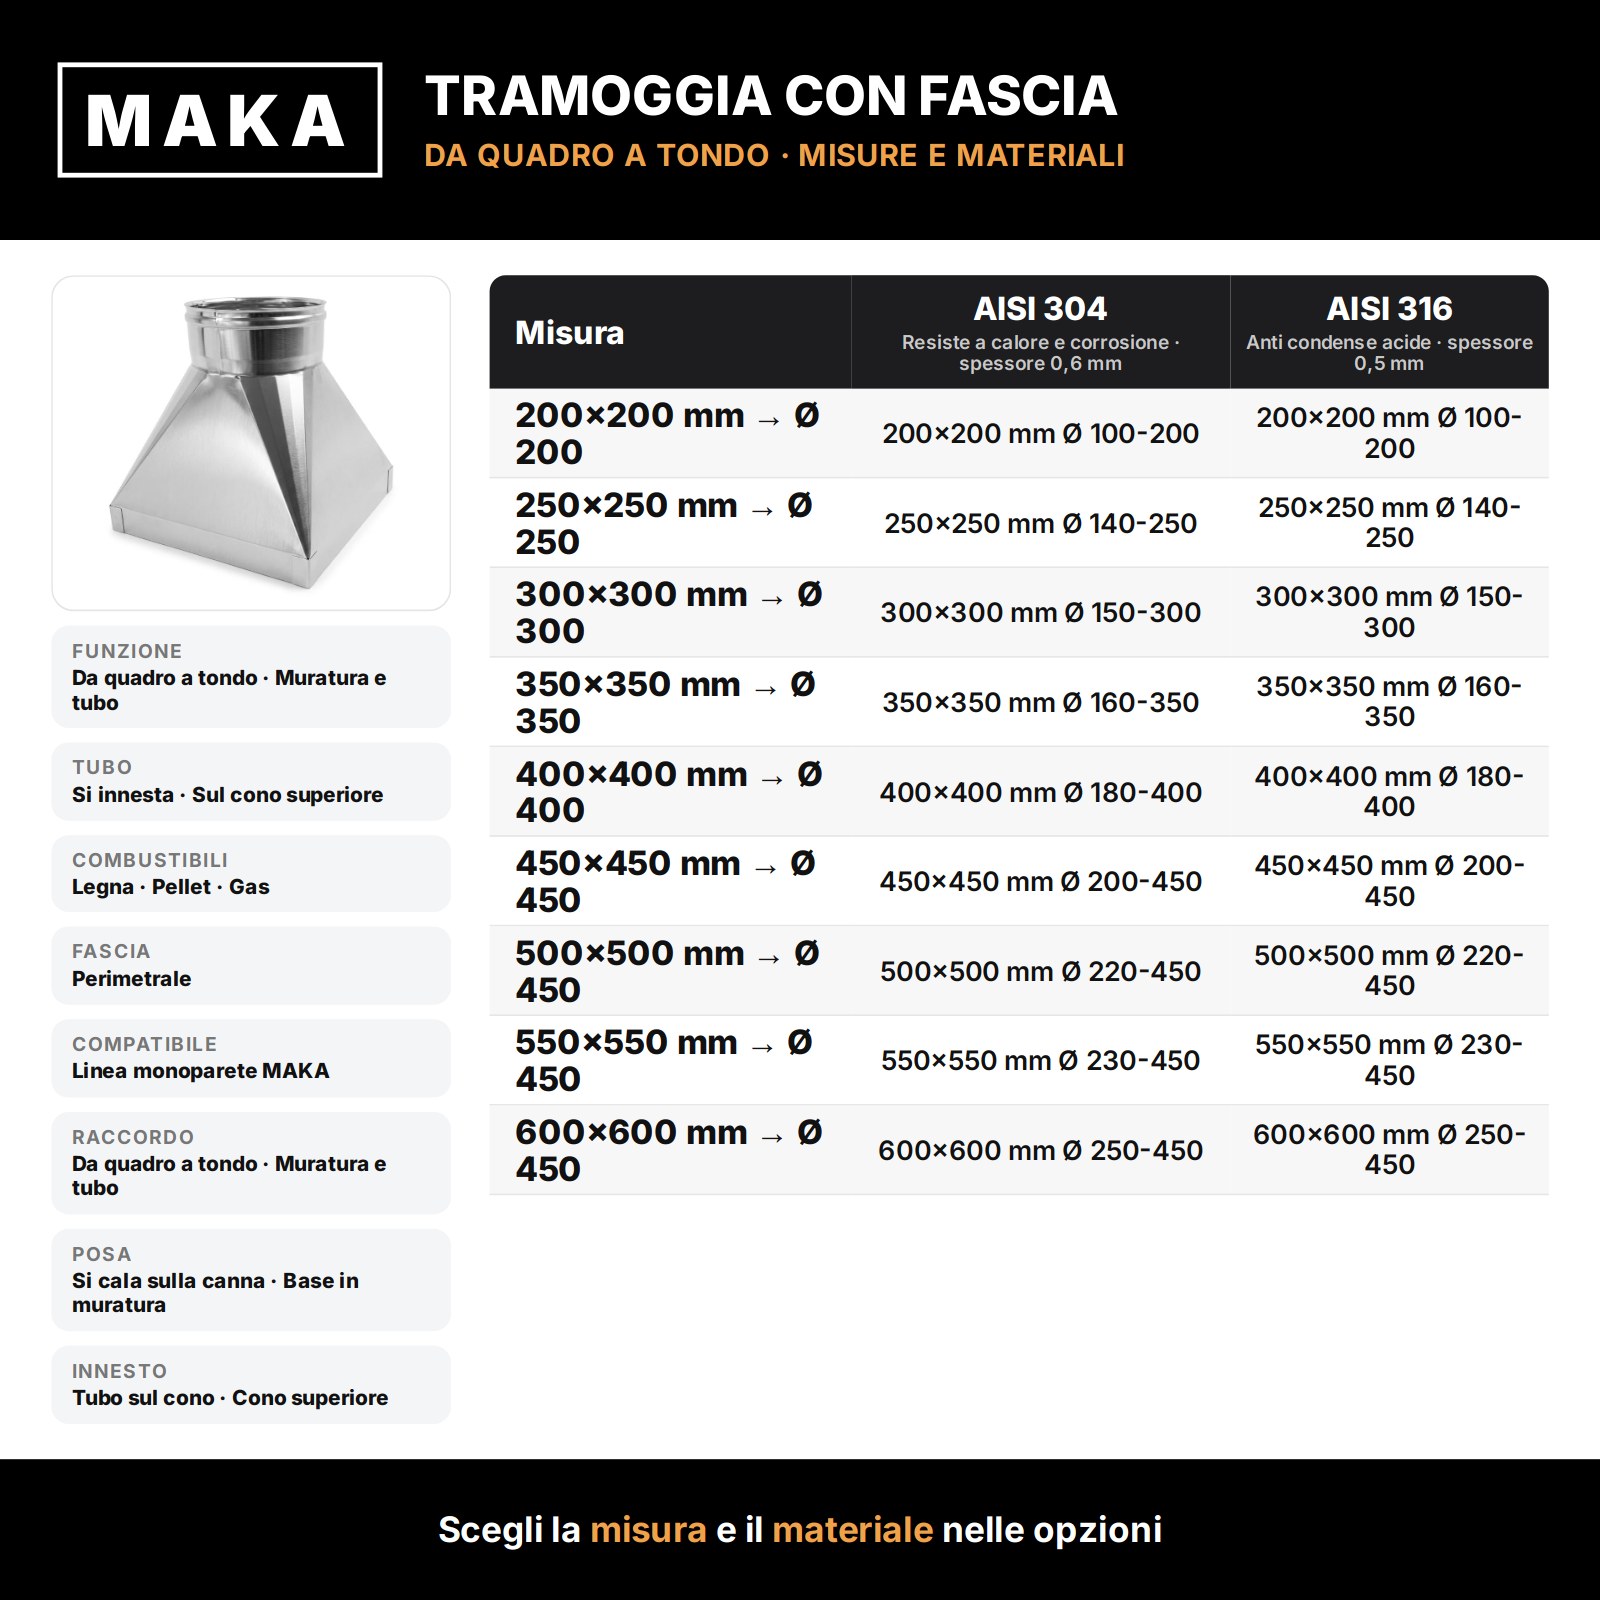 MAKA
TRAMOGGIA CON FASCIA
DA QUADRO A TONDO · MISURE E MATERIALI
FUNZIONE
Da quadro a tondo · Muratura e
tubo
TUBO
Si innesta · Sul cono superiore
COMBUSTIBILI
Legna · Pellet · Gas
FASCIA
Perimetrale
COMPATIBILE
Linea monoparete MAKA
RACCORDO
Da quadro a tondo · Muratura e
tubo
POSA
Si cala sulla canna · Base in
muratura
INNESTO
Tubo sul cono · Cono superiore
Misura
AISI 304
Resiste a calore e corrosione ·
spessore 0,6 mm
AISI 316
Anti condense acide · spessore
0,5 mm
200×200 mm → Ø
200
200×200 mm Ø 100-200
200×200 mm Ø 100-
200
250×250 mm → Ø
250
250×250 mm Ø 140-250
250×250 mm Ø 140-
250
300×300 mm → Ø
300
300×300 mm Ø 150-300
300×300 mm Ø 150-
300
350×350 mm → Ø
350
350×350 mm Ø 160-350
350×350 mm Ø 160-
350
400×400 mm → Ø
400
400×400 mm Ø 180-400
400×400 mm Ø 180-
400
450×450 mm → Ø
450
450×450 mm Ø 200-450
450×450 mm Ø 200-
450
500×500 mm → Ø
450
500×500 mm Ø 220-450
500×500 mm Ø 220-
450
550×550 mm → Ø
450
550×550 mm Ø 230-450
550×550 mm Ø 230-
450
600×600 mm → Ø
450
600×600 mm Ø 250-450
600×600 mm Ø 250-
450
Scegli la misura e il materiale nelle opzioni